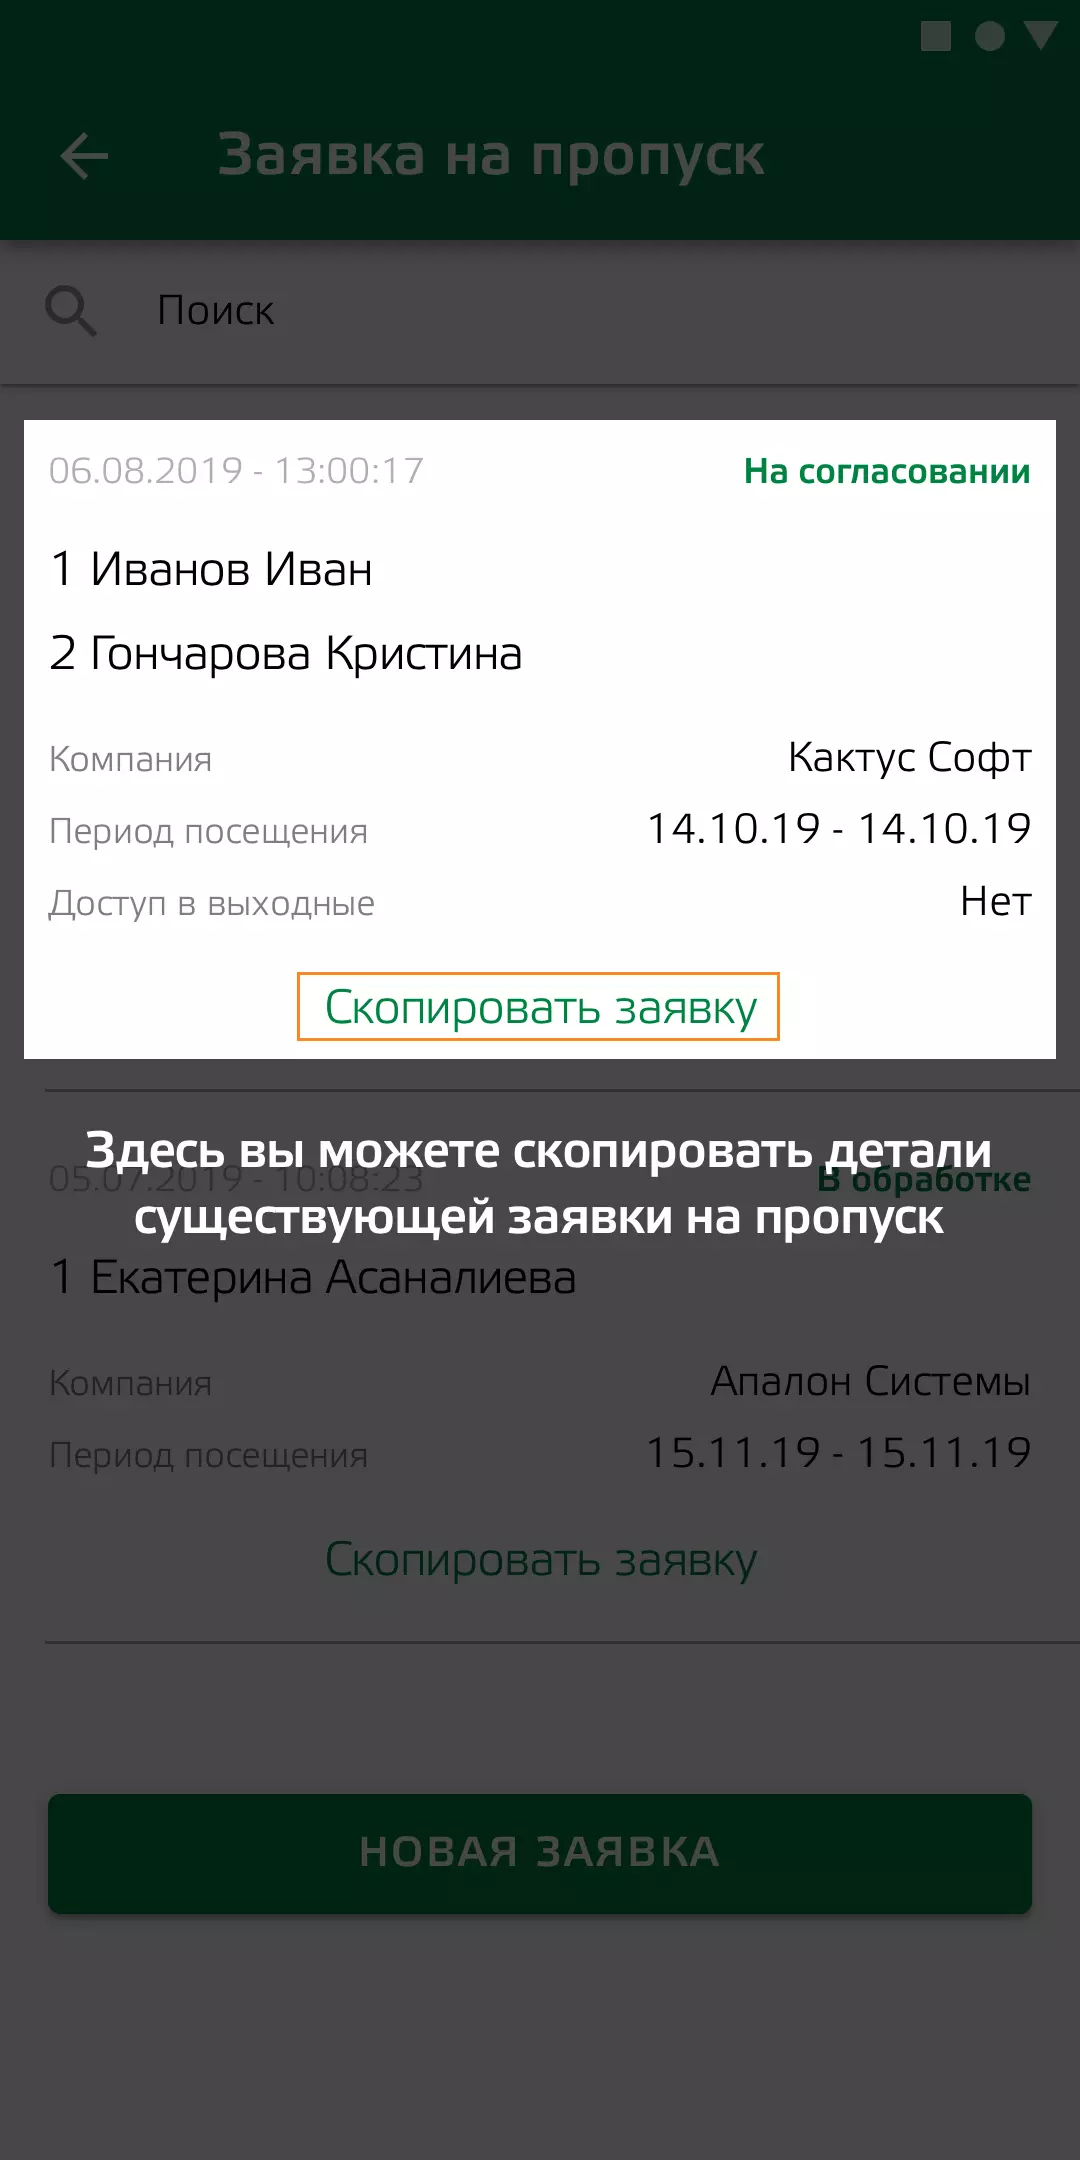 Заявка на пропуск
Поиск
06.08.2019 - 13:00:17 На согласовании
1 Иванов Иван
2 Гончарова Кристина
Компания Кактус Софт
Период посещения 14.10.19 - 14.10.19
Доступ в выходные Нет
Скопировать заявку
Здесь вы можете скопировать детали
05.07.2019 - 10:08:23 В обработке
существующей заявки на пропуск
1 Екатерина Асаналиева
Компания Апалон Системы
Период посещения 15.11.19 - 15.11.19
Скопировать заявку
НОВАЯ ЗАЯВКА